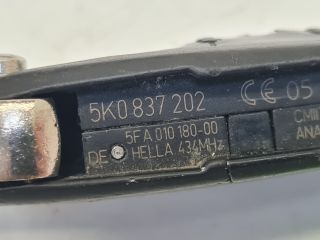 5K0 837 202 CE 05
5FA 010 180-00
DE HELLA 434MHz
CMII
ANA